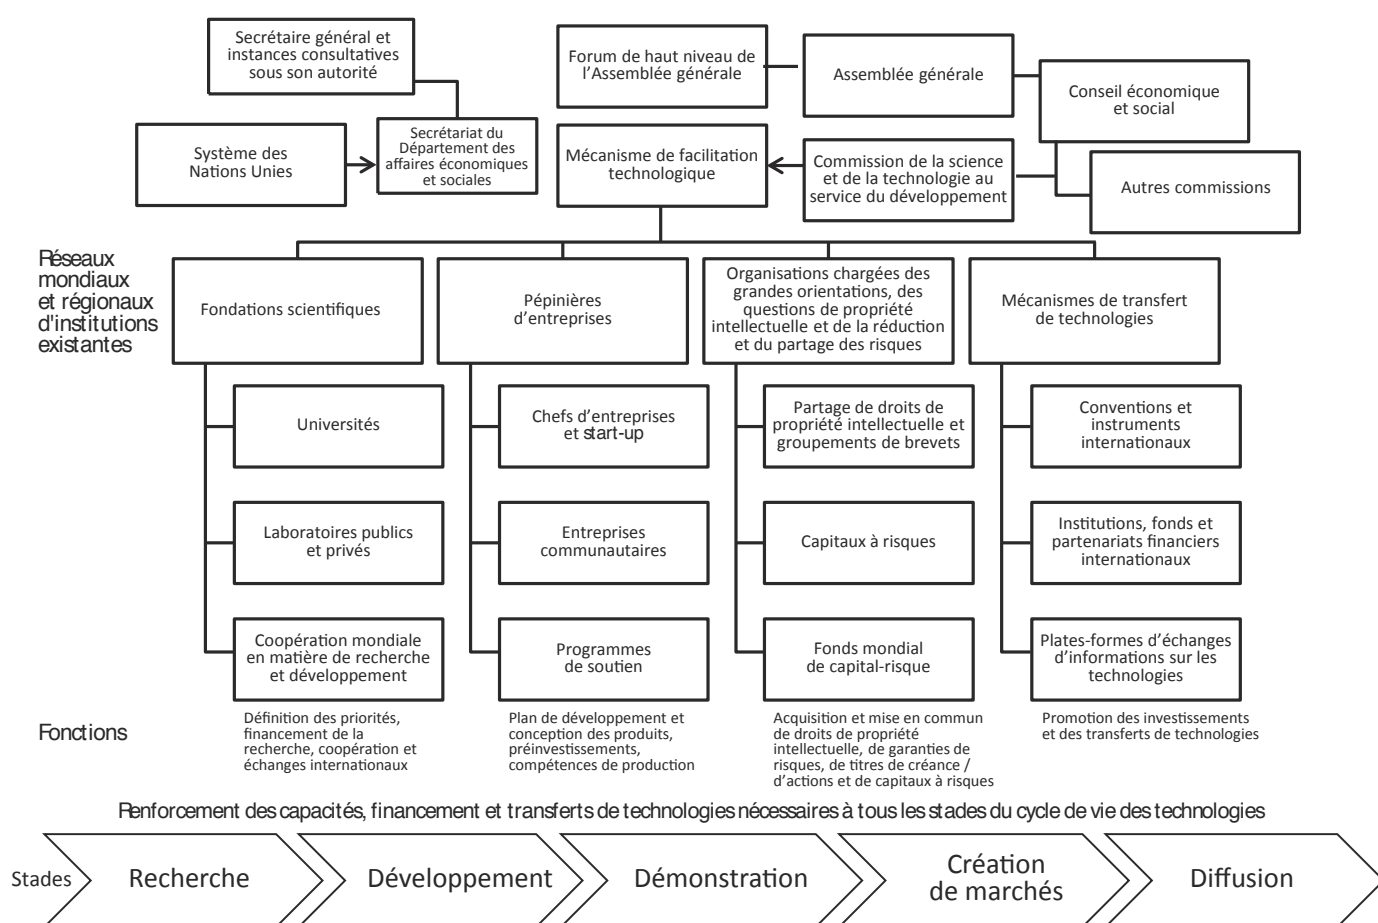 Secrétaire général et
instances consultatives
sous son autorité
Forum de haut niveau de
l'Assemblée générale
Assemblée générale
Conseil économique
et social
Système des
Nations Unies
Secrétariat du
Département des
affaires économiques
et sociales
Mécanisme de facilitation
technologique
Commission de la science
et de la technologie au
service du développement
Autres commissions
Réseaux
mondiaux
et régionaux
d'institutions
existantes
Fondations scientifiques
Pépinières
d'entreprises
Organisations chargées des
grandes orientations, des
questions de propriété
intellectuelle et de la réduction
et du partage des risques
Mécanismes de transfert
de technologies
Universités
Chefs d'entreprises
et start-up
Partage de droits de
propriété intellectuelle et
groupements de brevets
Conventions et
instruments
internationaux
Laboratoires publics
et privés
Entreprises
communautaires
Capitaux à risques
Institutions, fonds et
partenariats financiers
internationaux
Coopération mondiale
en matière de recherche
et développement
Programmes
de soutien
Fonds mondial
de capital-risque
Plates-formes d'échanges
d'informations sur les
technologies
Fonctions
Définition des priorités,
financement de la
recherche, coopération et
échanges internationaux
Plan de développement et
conception des produits,
préinvestissements,
compétences de production
Acquisition et mise en commun
de droits de propriété
intellectuelle, de garanties de
risques, de titres de créance /
d'actions et de capitaux à risques
Promotion des investissements
et des transferts de technologies
Renforcement des capacités, financement et transferts de technologies nécessaires à tous les stades du cycle de vie des technologies
Stades
Recherche
Développement
Démonstration
Création
de marchés
Diffusion